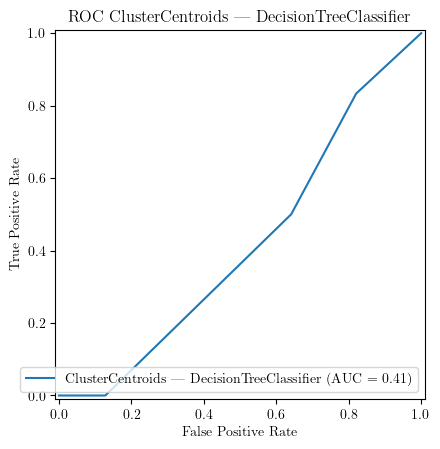 ROC ClusterCentroids — DecisionTreeClassifier
True Positive Rate
1.0
0.8
0.6
0.4
0.2
0.0
ClusterCentroids — DecisionTreeClassifier (AUC = 0.41)
0.0 0.2 0.4 0.6 0.8 1.0
False Positive Rate